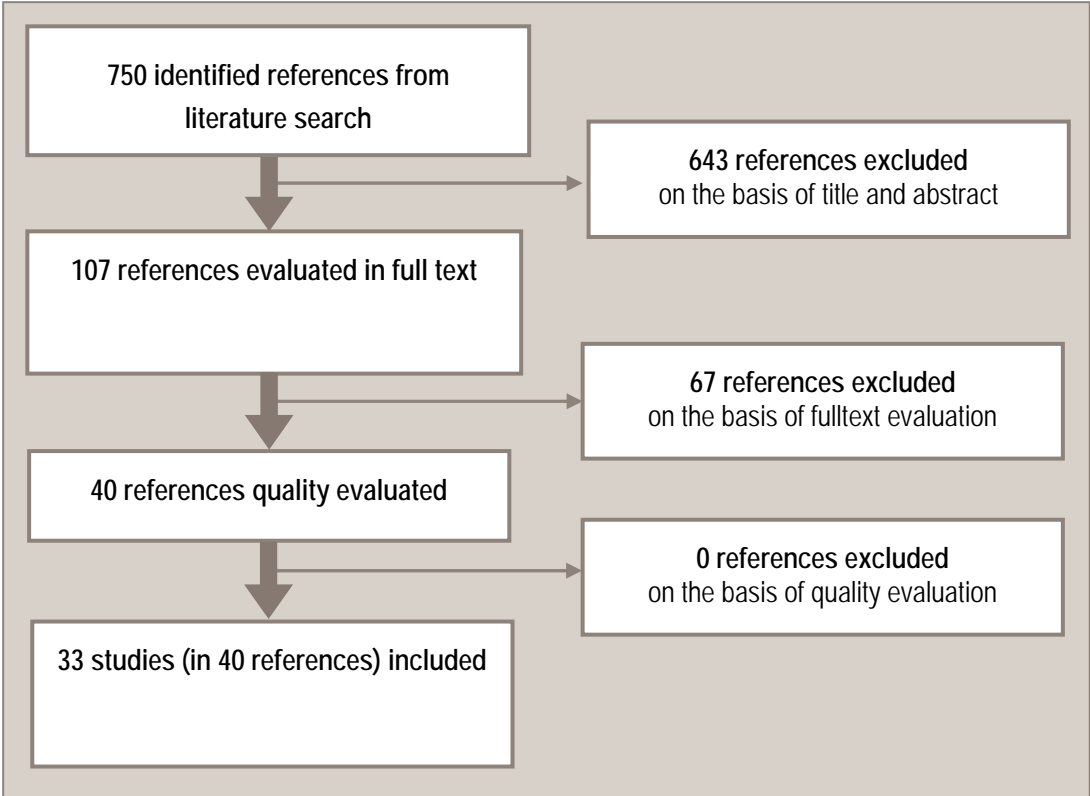 750 identified references from
literature search
643 references excluded
on the basis of title and abstract
107 references evaluated in full text
67 references excluded
on the basis of fulltext evaluation
40 references quality evaluated
0 references excluded
on the basis of quality evaluation
33 studies (in 40 references) included